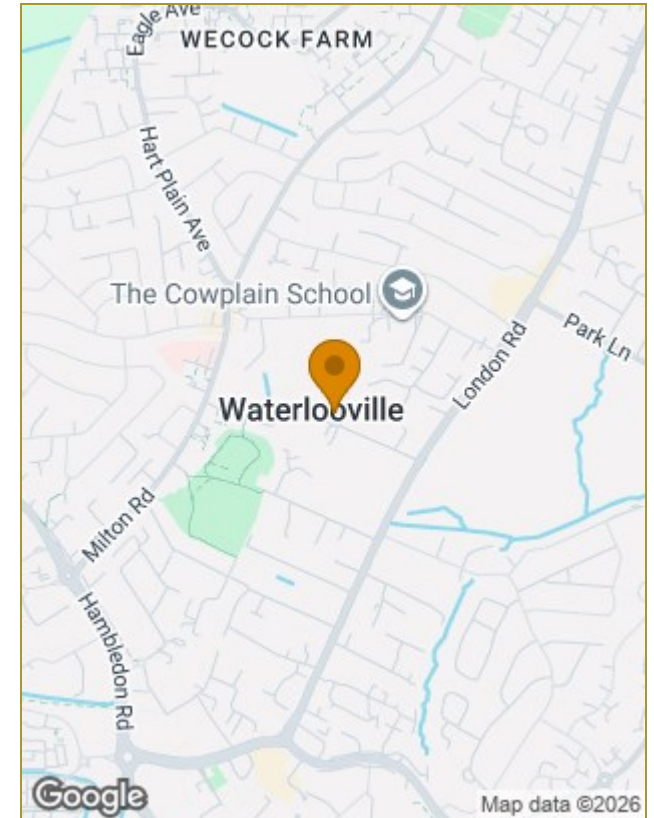 Eagle Ave
WECOCK FARM
Hart Plain Ave
The Cowplain School
Park Ln
London Rd
Waterlooville
Milton Rd
Hambledon Rd
Google
Map data ©2026